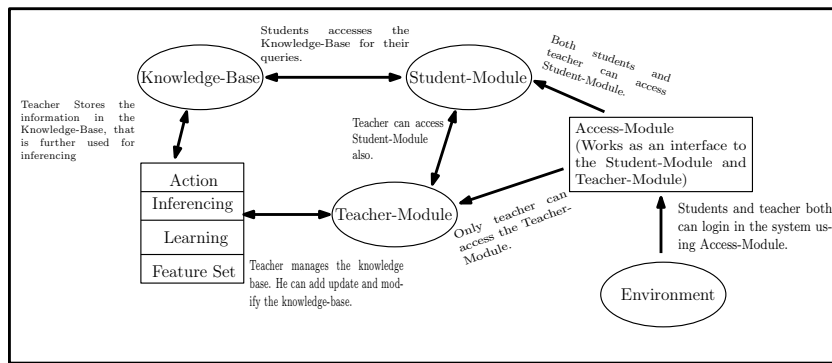 Students accesses the
Knowledge-Base for their
queries.
Knowledge-Base
Student-Module
Both students and
teacher can access
Student-Module.
Teacher Stores the
information in the
Knowledge-Base, that
is further used for
inferencing
Teacher can access
Student-Module
also.
Access-Module
(Works as an interface to
the Student-Module and
Teacher-Module)
Action
Inferencing
Learning
Feature Set
Teacher-Module
Only teacher can
access the Teacher-
Module.
Students and teacher both
can login in the system us-
ing Access-Module.
Teacher manages the knowledge
base. He can add update and mod-
ify the knowledge-base.
Environment